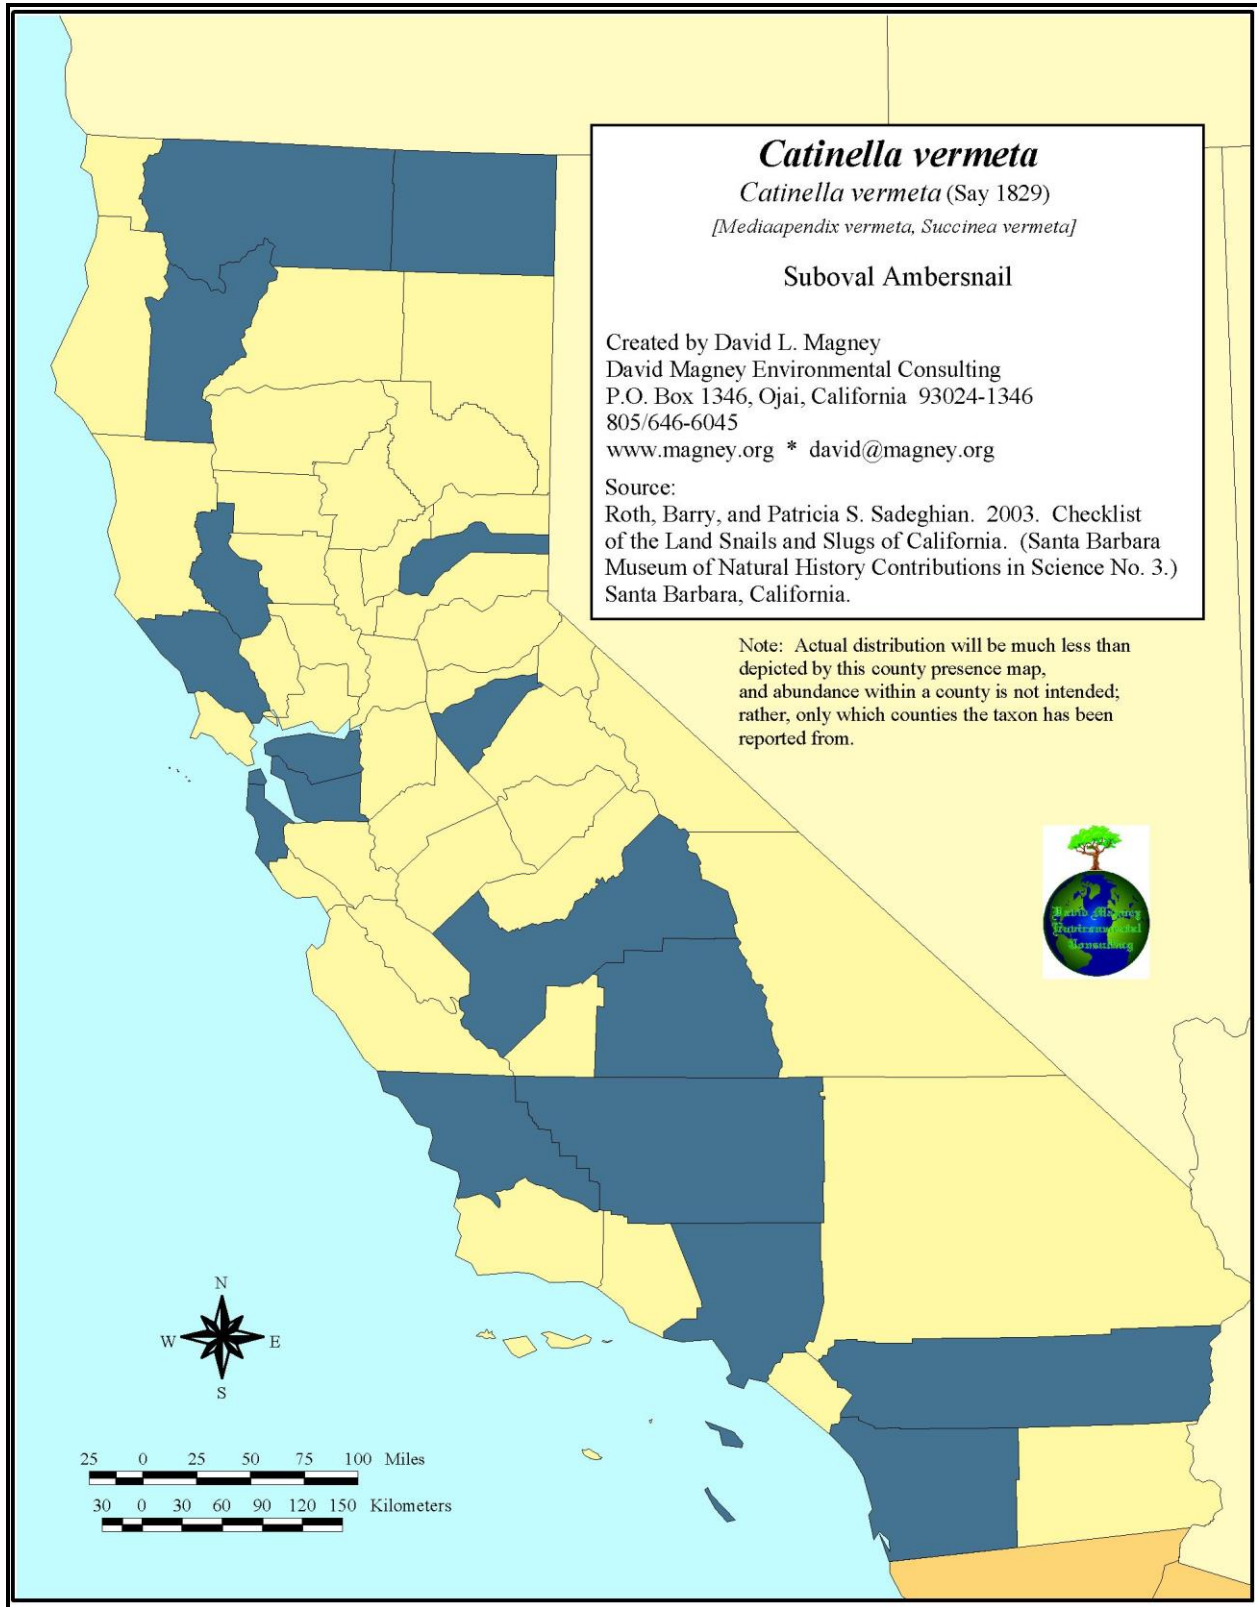 Catinella vermeta
Catinella vermeta (Say 1829)
[Mediaapendix vermeta, Succinea vermeta]
Suboval Ambersnail
Created by David L. Magney
David Magney Environmental Consulting
P.O. Box 1346, Ojai, California 93024-1346
805/646-6045
www.magney.org * david@magney.org
Source:
Roth, Barry, and Patricia S. Sadeghian. 2003. Checklist
of the Land Snails and Slugs of California. (Santa Barbara
Museum of Natural History Contributions in Science No. 3.)
Santa Barbara, California.
Note: Actual distribution will be much less than
depicted by this county presence map,
and abundance within a county is not intended;
rather, only which counties the taxon has been
reported from.
David Magney
Environmental
Consulting
N
W E
S
25 0 25 50 75 100 Miles
30 0 30 60 90 120 150 Kilometers